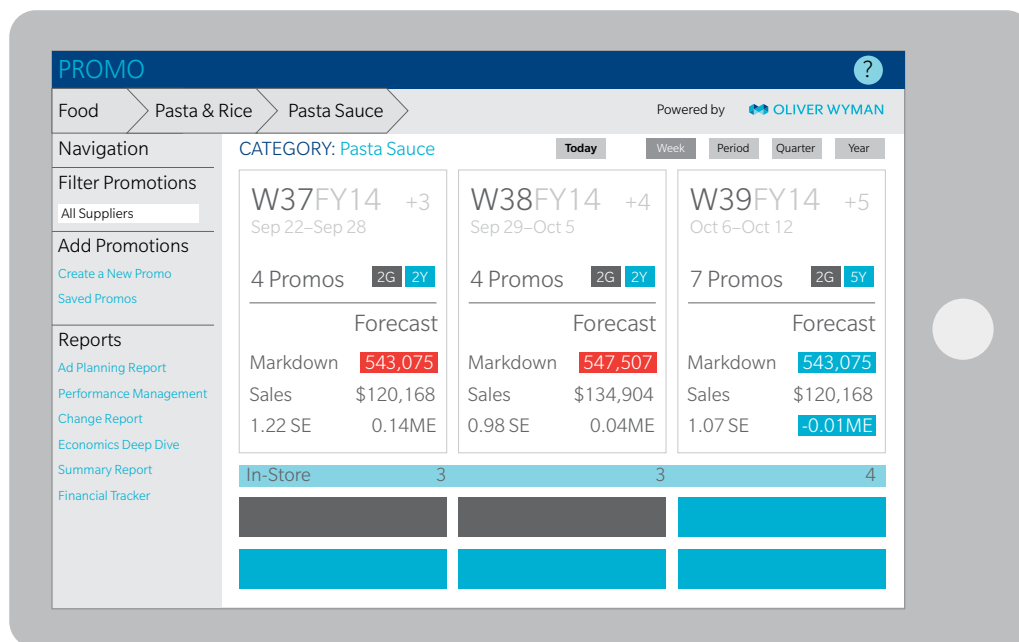 PROMO ?
Food Pasta & Rice Pasta Sauce Powered by OLIVER WYMAN
Navigation
Filter Promotions
All Suppliers
Add Promotions
Create a New Promo
Saved Promos
Reports
Ad Planning Report
Performance Management
Change Report
Economics Deep Dive
Summary Report
Financial Tracker
CATEGORY: Pasta Sauce Today Week Period Quarter Year
W37FY14 +3
Sep 22–Sep 28
4 Promos 2G 2Y
Forecast
Markdown 543,075
Sales $120,168
1.22 SE 0.14ME
W38FY14 +4
Sep 29–Oct 5
4 Promos 2G 2Y
Forecast
Markdown 547,507
Sales $134,904
0.98 SE 0.04ME
W39FY14 +5
Oct 6–Oct 12
7 Promos 2G 5Y
Forecast
Markdown 543,075
Sales $120,168
1.07 SE -0.01ME
In-Store 3 3 4